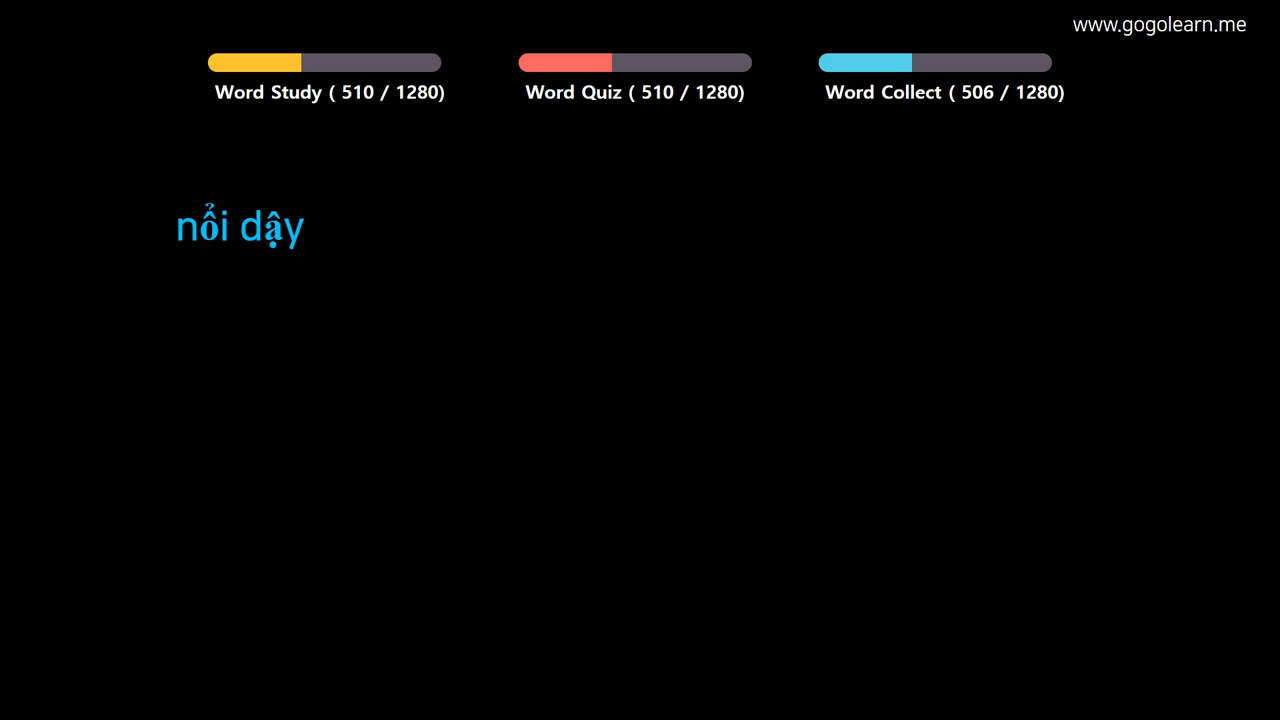 www.gogolearn.me
Word Study ( 510 / 1280)
Word Quiz ( 510 / 1280)
Word Collect ( 506 / 1280)
nổi dậy